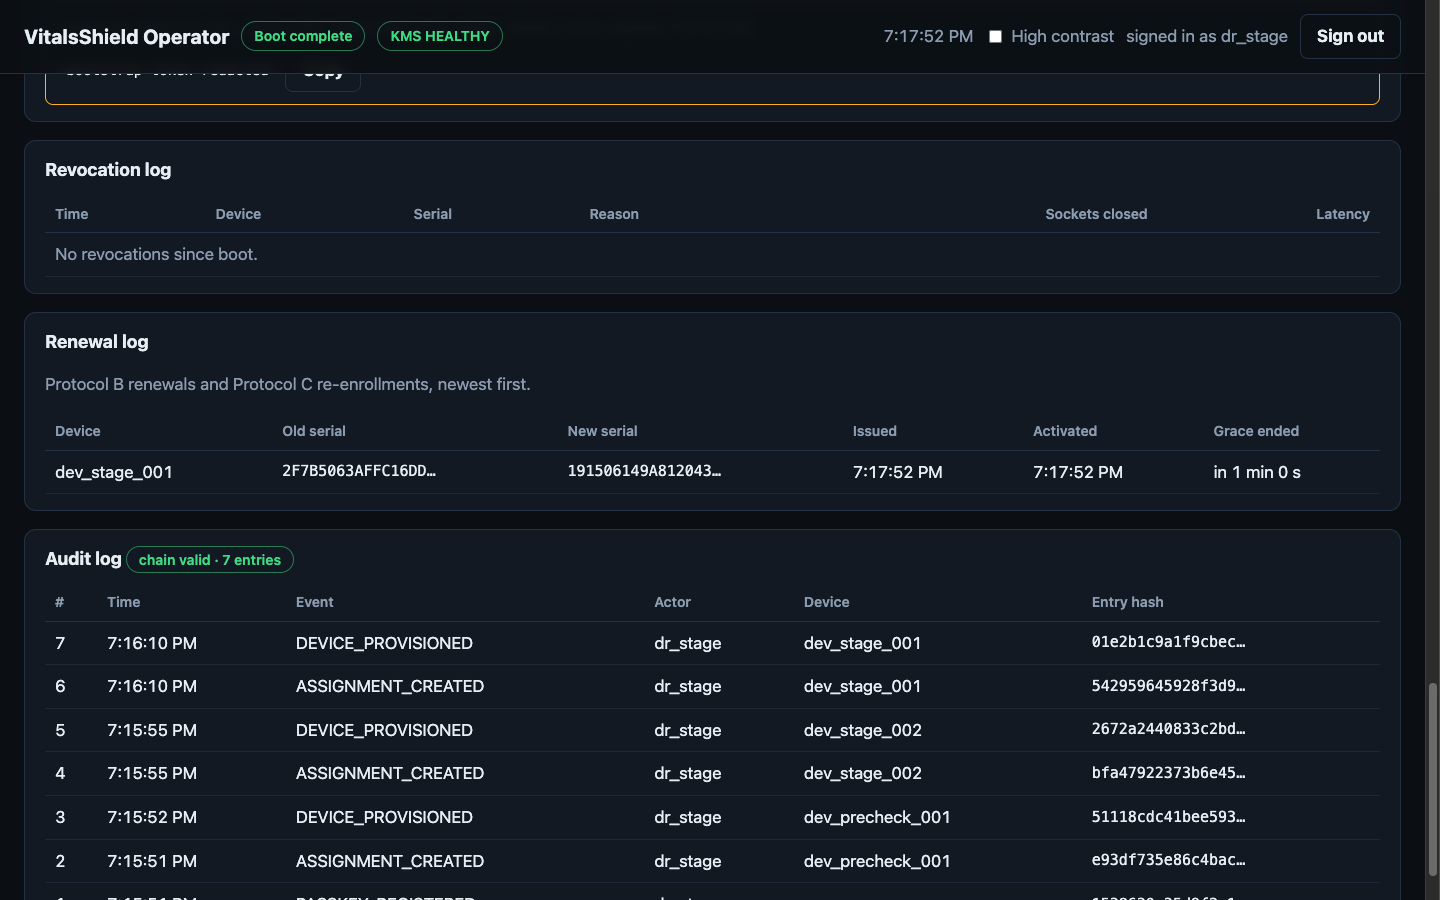 VitalsShield Operator Boot complete KMS HEALTHY 7:17:52 PM High contrast signed in as dr_stage Sign out
Copy
Revocation log
Time Device Serial Reason Sockets closed Latency
No revocations since boot.
Renewal log
Protocol B renewals and Protocol C re-enrollments, newest first.
Device Old serial New serial Issued Activated Grace ended
dev_stage_001 2F7B5063AFFC16DD… 191506149A812043… 7:17:52 PM 7:17:52 PM in 1 min 0 s
Audit log chain valid · 7 entries
# Time Event Actor Device Entry hash
7 7:16:10 PM DEVICE_PROVISIONED dr_stage dev_stage_001 01e2b1c9a1f9cbec…
6 7:16:10 PM ASSIGNMENT_CREATED dr_stage dev_stage_001 542959645928f3d9…
5 7:15:55 PM DEVICE_PROVISIONED dr_stage dev_stage_002 2672a2440833c2bd…
4 7:15:55 PM ASSIGNMENT_CREATED dr_stage dev_stage_002 bfa47922373b6e45…
3 7:15:52 PM DEVICE_PROVISIONED dr_stage dev_precheck_001 51118cdc41bee593…
2 7:15:51 PM ASSIGNMENT_CREATED dr_stage dev_precheck_001 e93df735e86c4bac…